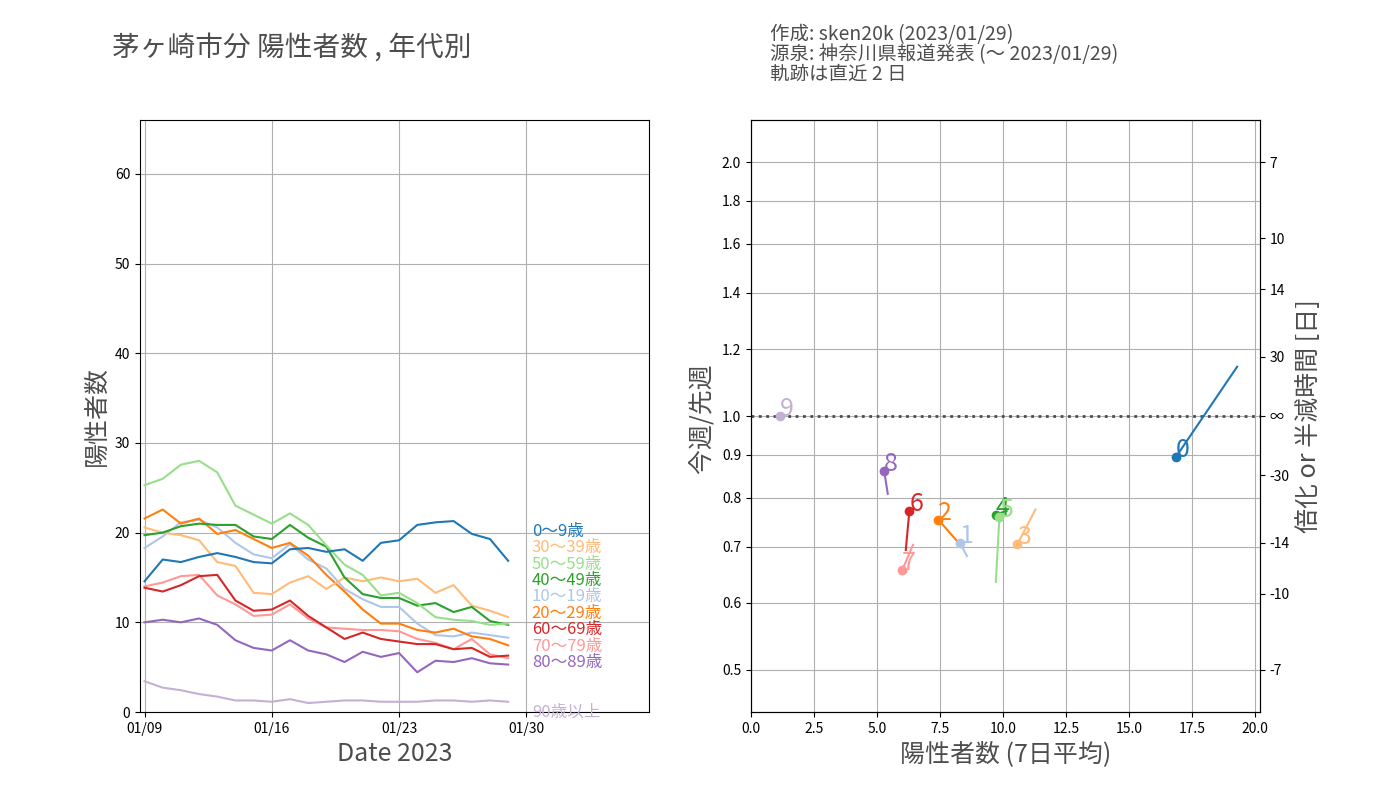 茅ヶ崎市分 陽性者数 , 年代別
作成: sken20k (2023/01/29)
源泉: 神奈川県報道発表 (〜 2023/01/29)
軌跡は直近 2 日
陽性者数
60
50
40
30
20
10
0
01/09
01/16
01/23
01/30
Date 2023
0〜9歳
30〜39歳
50〜59歳
40〜49歳
10〜19歳
20〜29歳
60〜69歳
70〜79歳
80〜89歳
90歳以上
今週/先週
2.0
1.8
1.6
1.4
1.2
1.0
0.9
0.8
0.7
0.6
0.5
9
8
6
7
2
1
4
5
3
0
0.0
2.5
5.0
7.5
10.0
12.5
15.0
17.5
20.0
陽性者数 (7日平均)
7
10
14
30
∞
-30
-14
-10
-7
倍化 or 半減時間 [日]